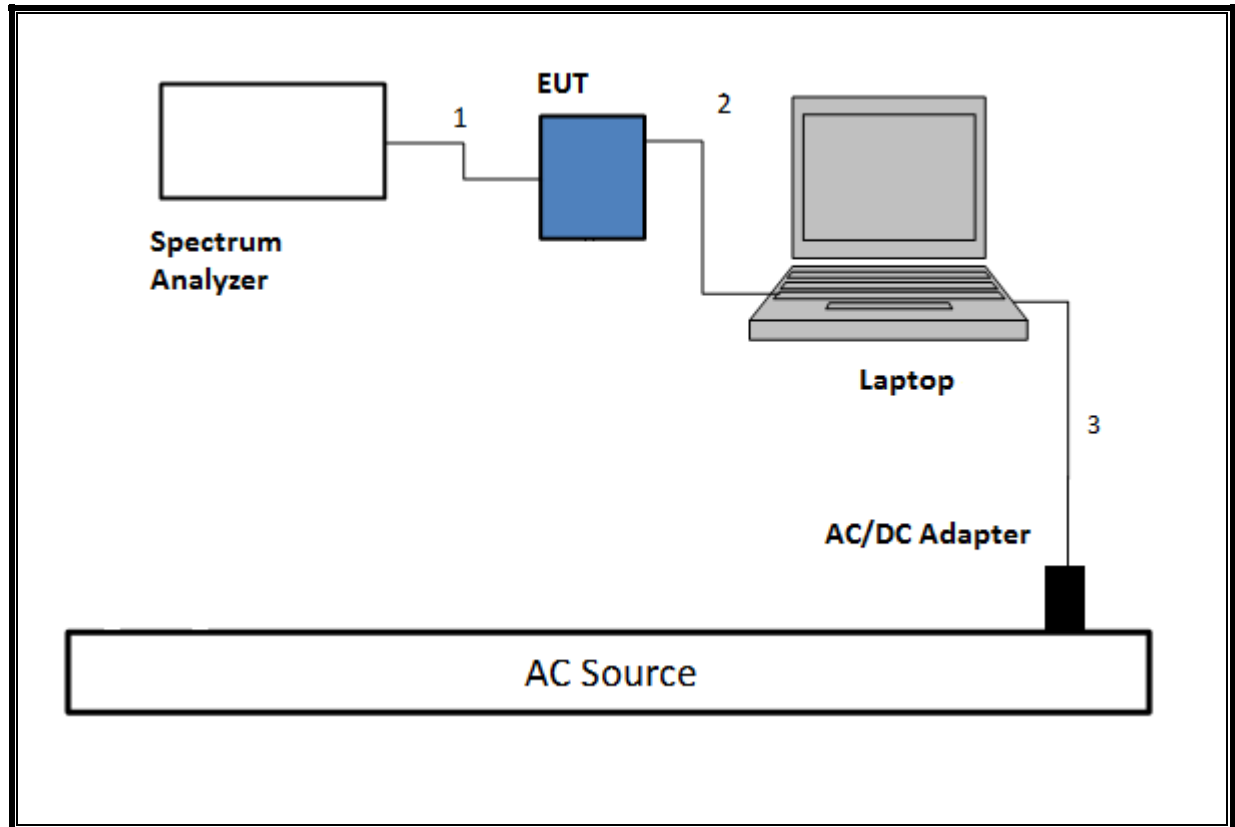 EUT
1
2
Spectrum
Analyzer
Laptop
3
AC/DC Adapter
AC Source